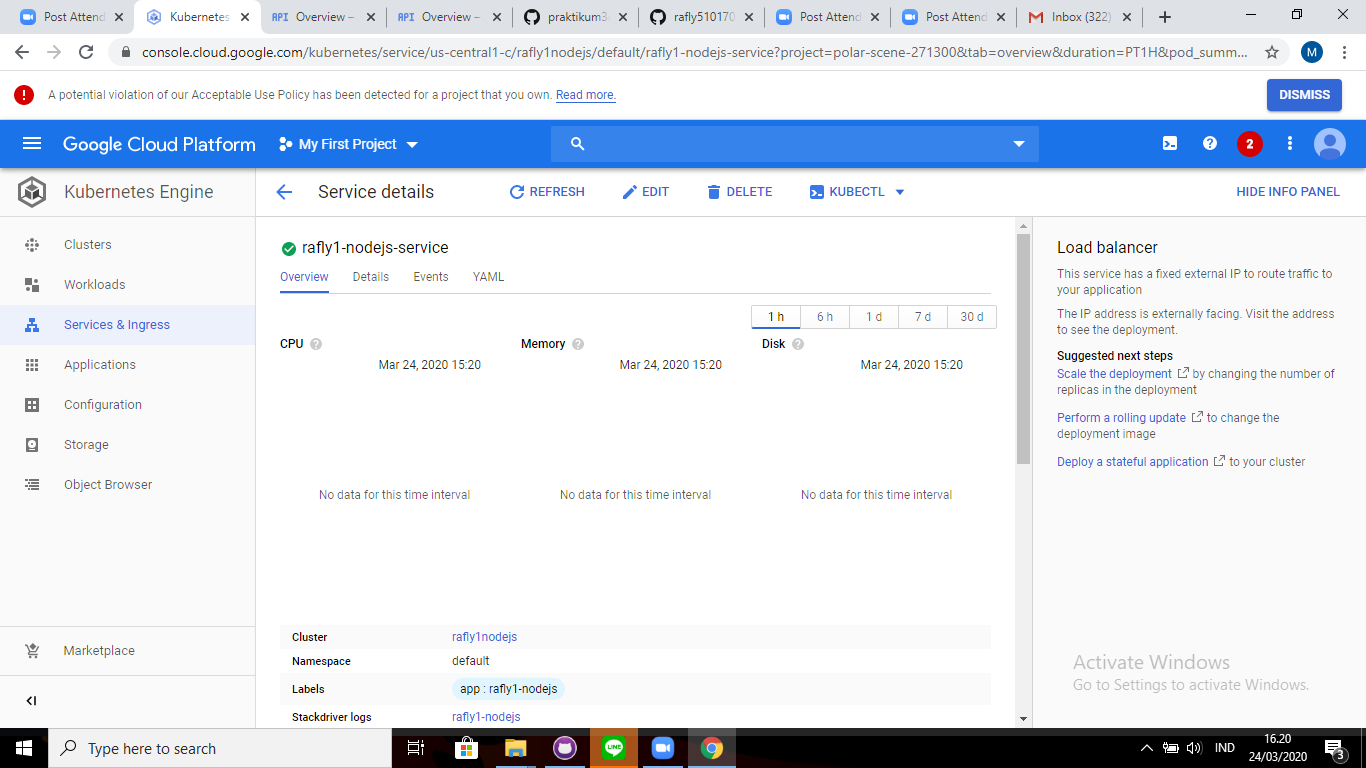 Post Attend
Kubernetes
API Overview –
API Overview –
praktikum3
rafly510170
Post Attend
Post Attend
Inbox (322)
console.cloud.google.com/kubernetes/service/us-central1-c/rafly1nodejs/default/rafly1-nodejs-service?project=polar-scene-271300&tab=overview&duration=PT1H&pod_summ...
M
A potential violation of our Acceptable Use Policy has been detected for a project that you own. Read more.
DISMISS
Google Cloud Platform
My First Project
2
Kubernetes Engine
Service details
REFRESH
EDIT
DELETE
KUBECTL
HIDE INFO PANEL
Clusters
Workloads
Services & Ingress
Applications
Configuration
Storage
Object Browser
Marketplace
rafly1-nodejs-service
Overview
Details
Events
YAML
1 h
6 h
1 d
7 d
30 d
CPU
Memory
Disk
Mar 24, 2020 15:20
Mar 24, 2020 15:20
Mar 24, 2020 15:20
No data for this time interval
No data for this time interval
No data for this time interval
Cluster rafly1nodejs
Namespace default
Labels app : rafly1-nodejs
Stackdriver logs rafly1-nodejs
Load balancer
This service has a fixed external IP to route traffic to
your application
The IP address is externally facing. Visit the address
to see the deployment.
Suggested next steps
Scale the deployment by changing the number of
replicas in the deployment
Perform a rolling update to change the
deployment image
Deploy a stateful application to your cluster
Activate Windows
Go to Settings to activate Windows.
Type here to search
LINE
IND
16.20
24/03/2020
3